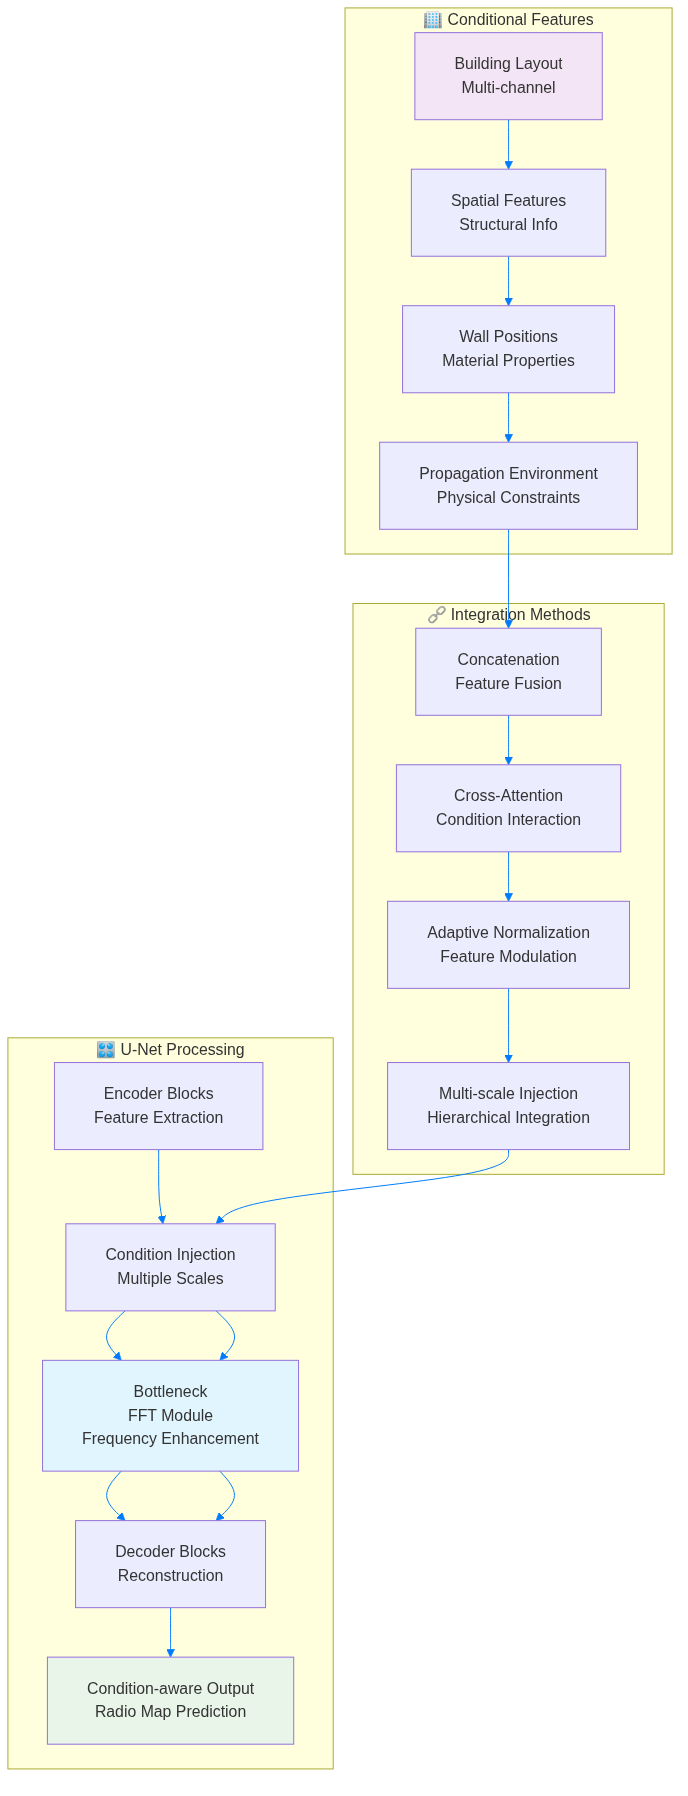 🏢 Conditional Features
Building Layout
Multi-channel
Spatial Features
Structural Info
Wall Positions
Material Properties
Propagation Environment
Physical Constraints
🔗 Integration Methods
Concatenation
Feature Fusion
Cross-Attention
Condition Interaction
Adaptive Normalization
Feature Modulation
Multi-scale Injection
Hierarchical Integration
🎛️ U-Net Processing
Encoder Blocks
Feature Extraction
Condition Injection
Multiple Scales
Bottleneck
FFT Module
Frequency Enhancement
Decoder Blocks
Reconstruction
Condition-aware Output
Radio Map Prediction